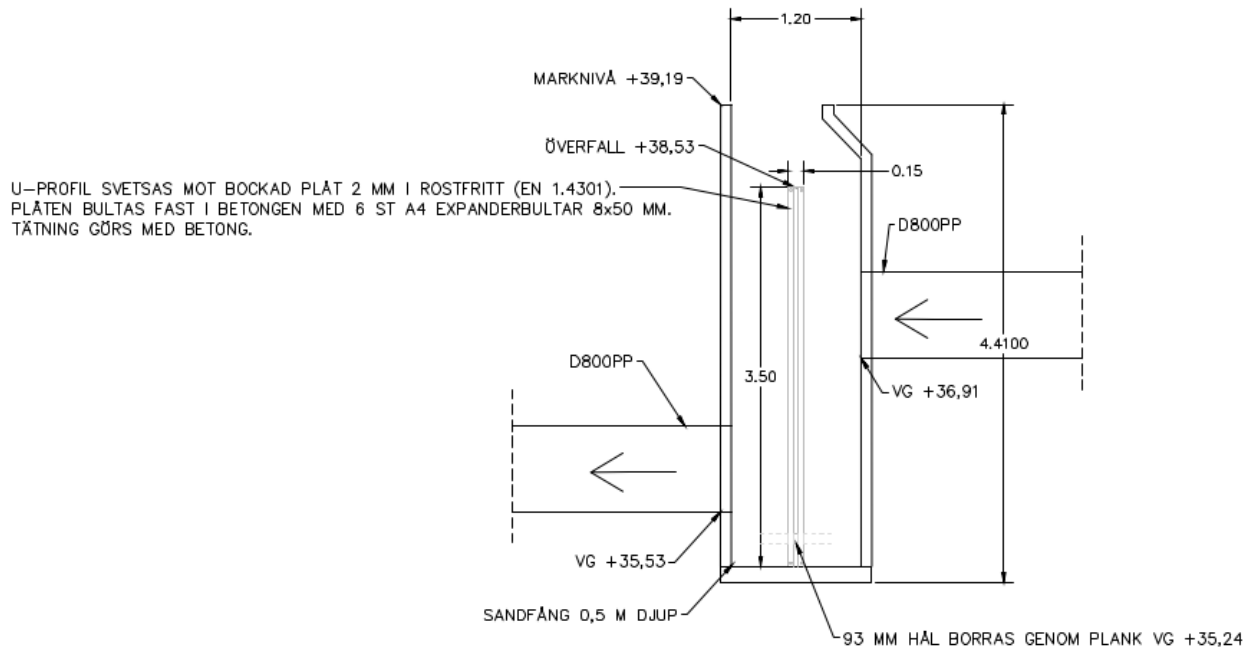 1.20
MARKNIVÅ +39,19
ÖVERFALL +38,53
0.15
U-PROFIL SVETSAS MOT BOCKAD PLÅT 2 MM I ROSTFRITT (EN 1.4301).
PLÅTEN BULTAS FAST I BETONGEN MED 6 ST A4 EXPANDERBULTAR 8x50 MM.
TÄTNING GÖRS MED BETONG.
D800PP
4.4100
D800PP
3.50
VG +36,91
VG +35,53
SANDFÅNG 0,5 M DJUP
93 MM HÅL BORRAS GENOM PLANK VG +35,24